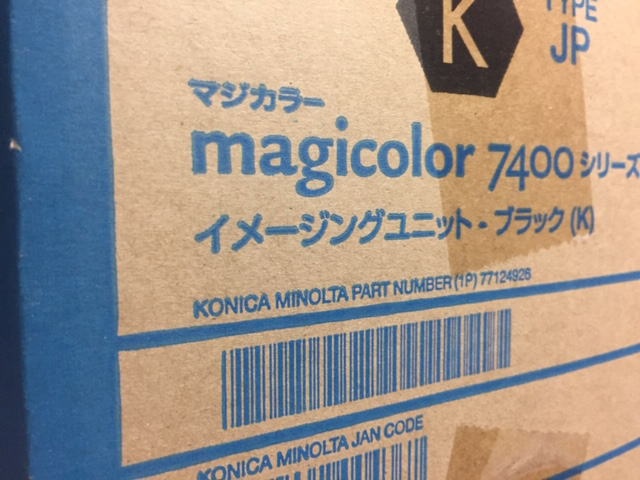 K
TYPE
JP
マジカラー
magicolor 7400 シリーズ
イメージングユニット・ブラック(K)
KONICA MINOLTA PART NUMBER (1P) 77124926
KONICA MINOLTA JAN CODE